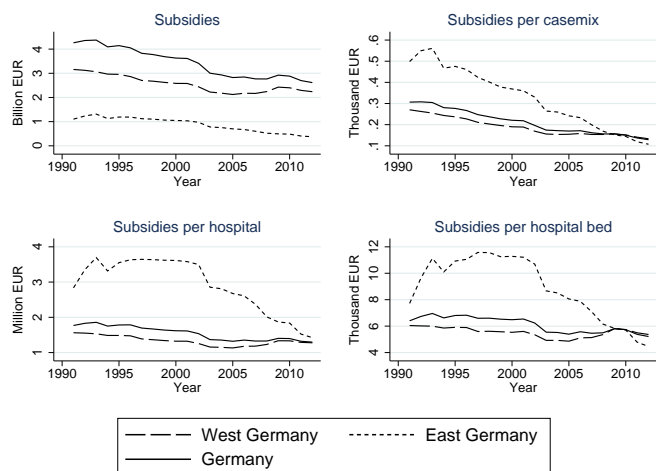 Subsidies
Billion EUR
0 1 2 3 4
1990 1995 2000 2005 2010
Year
Subsidies per casemix
Thousand EUR
.1 .2 .3 .4 .5 .6
1990 1995 2000 2005 2010
Year
Subsidies per hospital
Million EUR
1 2 3 4
1990 1995 2000 2005 2010
Year
Subsidies per hospital bed
Thousand EUR
4 6 8 10 12
1990 1995 2000 2005 2010
Year
West Germany East Germany
Germany